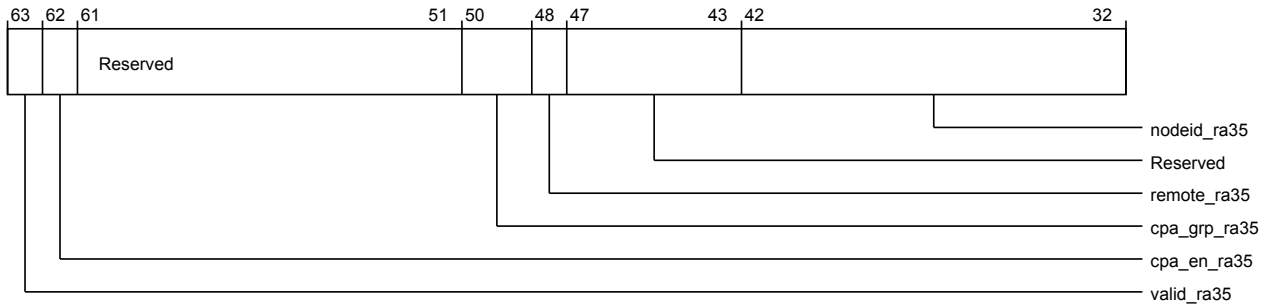 63 62 61 51 50 48 47 43 42 32
Reserved
nodeid_ra35
Reserved
remote_ra35
cpa_grp_ra35
cpa_en_ra35
valid_ra35